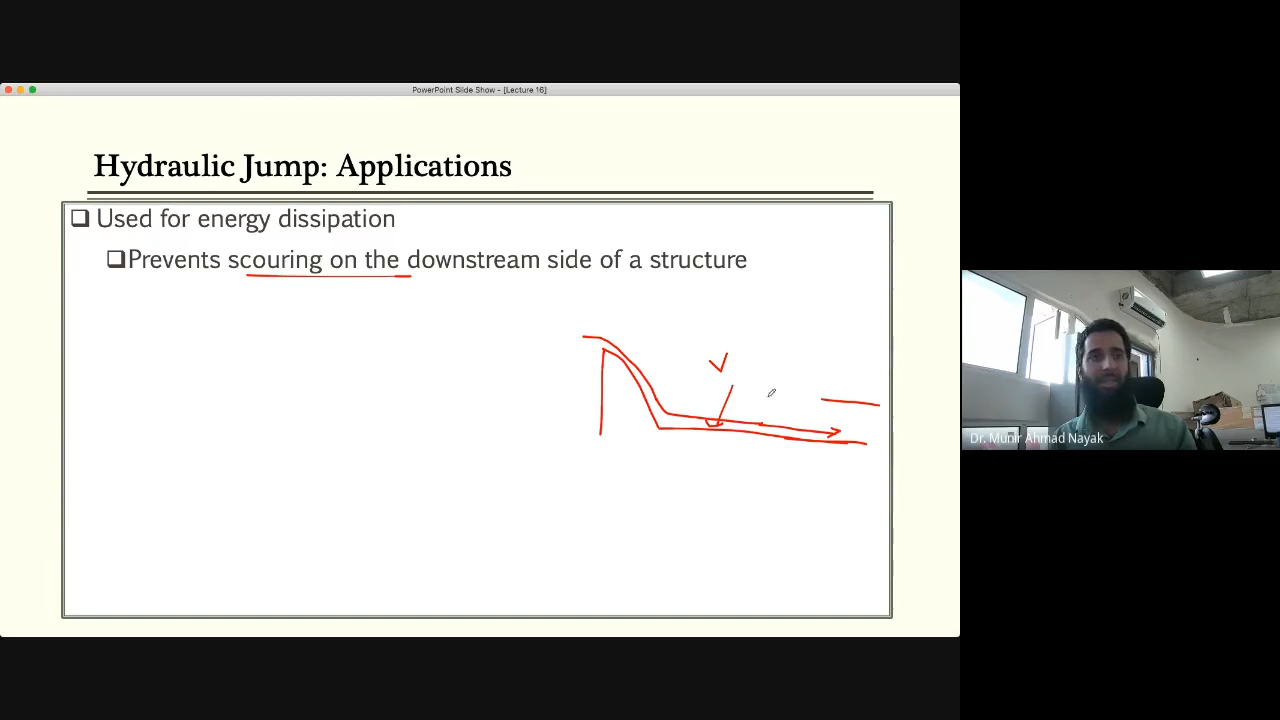 PowerPoint Slide Show - [Lecture 16]
Hydraulic Jump: Applications
Used for energy dissipation
Prevents scouring on the downstream side of a structure
V
Dr. Munir Ahmad Nayak